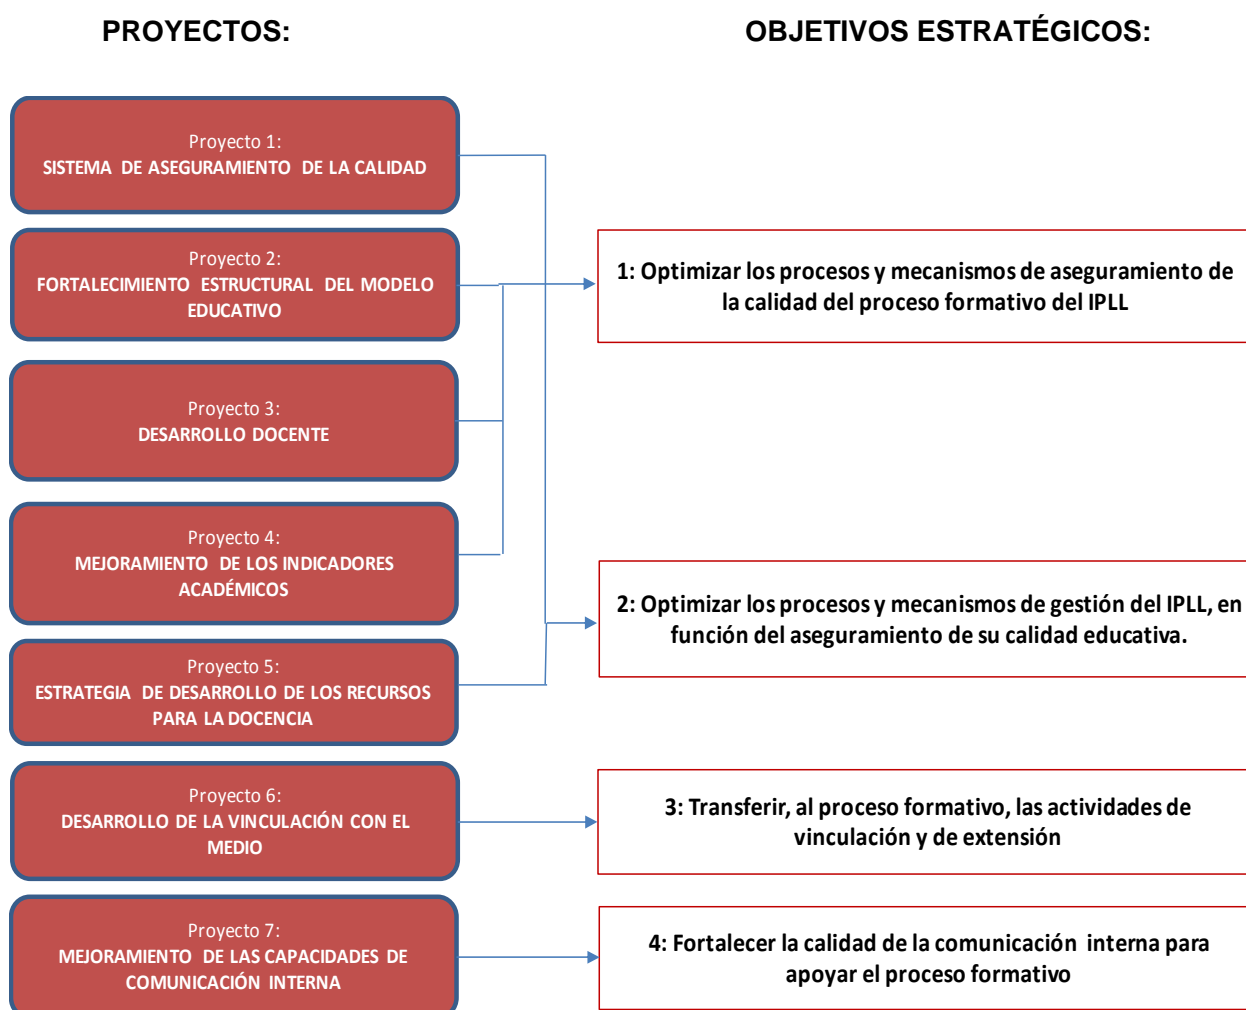 PROYECTOS:
OBJETIVOS ESTRATÉGICOS:
Proyecto 1:
SISTEMA DE ASEGURAMIENTO DE LA CALIDAD
Proyecto 2:
FORTALECIMIENTO ESTRUCTURAL DEL MODELO
EDUCATIVO
Proyecto 3:
DESARROLLO DOCENTE
Proyecto 4:
MEJORAMIENTO DE LOS INDICADORES
ACADÉMICOS
Proyecto 5:
ESTRATEGIA DE DESARROLLO DE LOS RECURSOS
PARA LA DOCENCIA
Proyecto 6:
DESARROLLO DE LA VINCULACIÓN CON EL
MEDIO
Proyecto 7:
MEJORAMIENTO DE LAS CAPACIDADES DE
COMUNICACIÓN INTERNA
1: Optimizar los procesos y mecanismos de aseguramiento de
la calidad del proceso formativo del IPLL
2: Optimizar los procesos y mecanismos de gestión del IPLL, en
función del aseguramiento de su calidad educativa.
3: Transferir, al proceso formativo, las actividades de
vinculación y de extensión
4: Fortalecer la calidad de la comunicación interna para
apoyar el proceso formativo